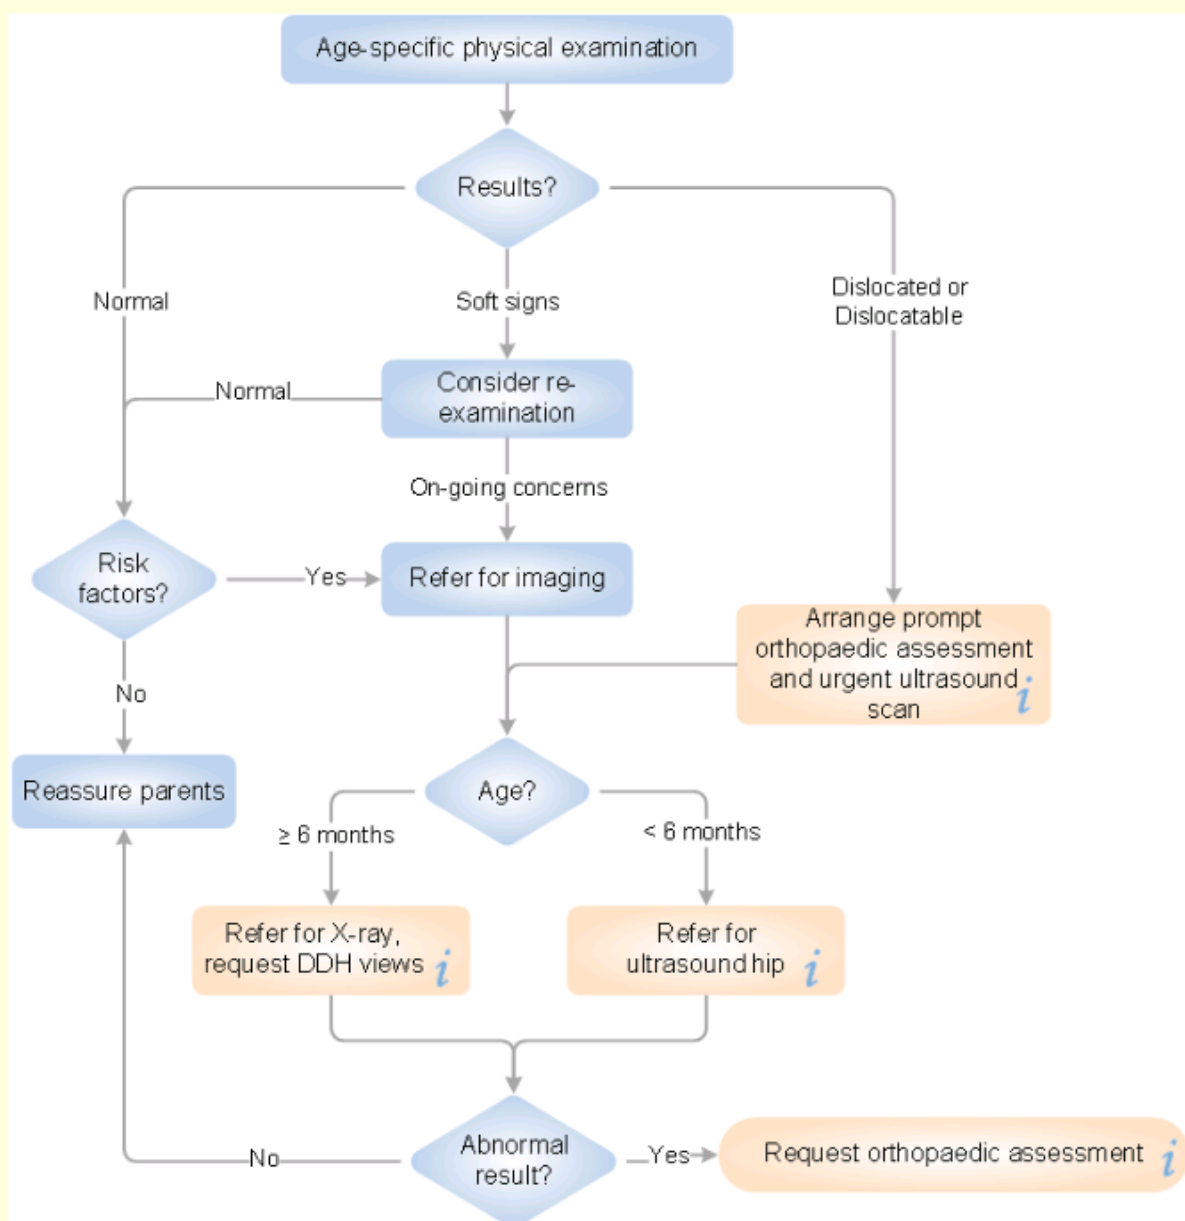 Age-specific physical examination
Results?
Normal
Soft signs
Dislocated or
Dislocatable
Normal
Consider re-
examination
On-going concerns
Risk
factors?
Yes
Refer for imaging
Arrange prompt
orthopaedic assessment
and urgent ultrasound
scan
i
No
Reassure parents
Age?
≥ 6 months
< 6 months
Refer for X-ray,
request DDH views
i
Refer for
ultrasound hip
i
Abnormal
result?
No
Yes
Request orthopaedic assessment
i